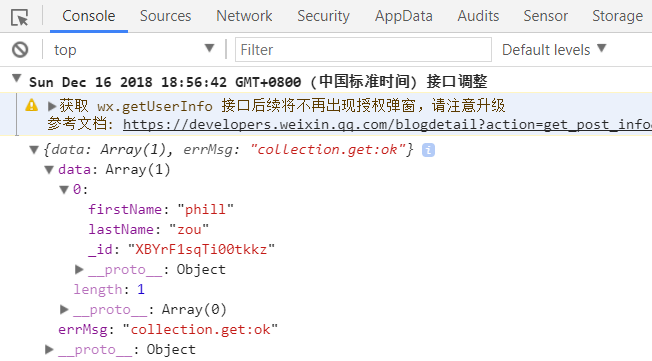 Console Sources Network Security AppData Audits Sensor Storage
top Filter Default levels
Sun Dec 16 2018 18:56:42 GMT+0800 (中国标准时间) 接口调整
获取 wx.getUserInfo 接口后续将不再出现授权弹窗，请注意升级
参考文档: https://developers.weixin.qq.com/blogdetail?action=get_post_info
{data: Array(1), errMsg: "collection.get:ok"} i
data: Array(1)
0:
firstName: "phill"
lastName: "zou"
_id: "XBYrF1sqTi00tkkz"
__proto__: Object
length: 1
__proto__: Array(0)
errMsg: "collection.get:ok"
__proto__: Object